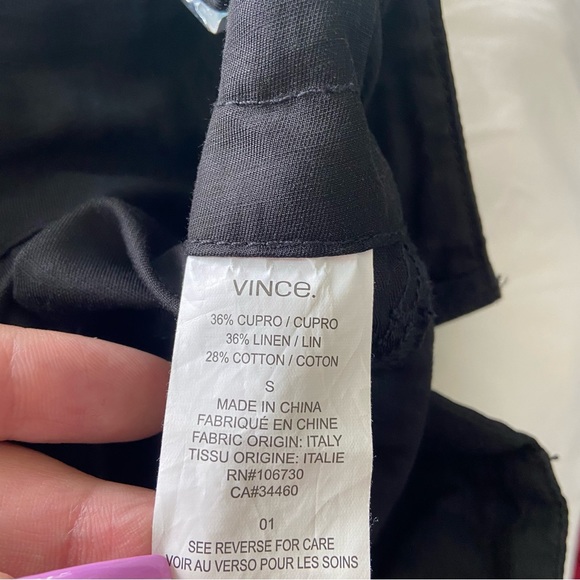 VINCE.
36% CUPRO / CUPRO
36% LINEN / LIN
28% COTTON / COTON
S
MADE IN CHINA
FABRIQUÉ EN CHINE
FABRIC ORIGIN: ITALY
TISSU ORIGINE: ITALIE
RN#106730
CA#34460
01
SEE REVERSE FOR CARE
VOIR AU VERSO POUR LES SOINS